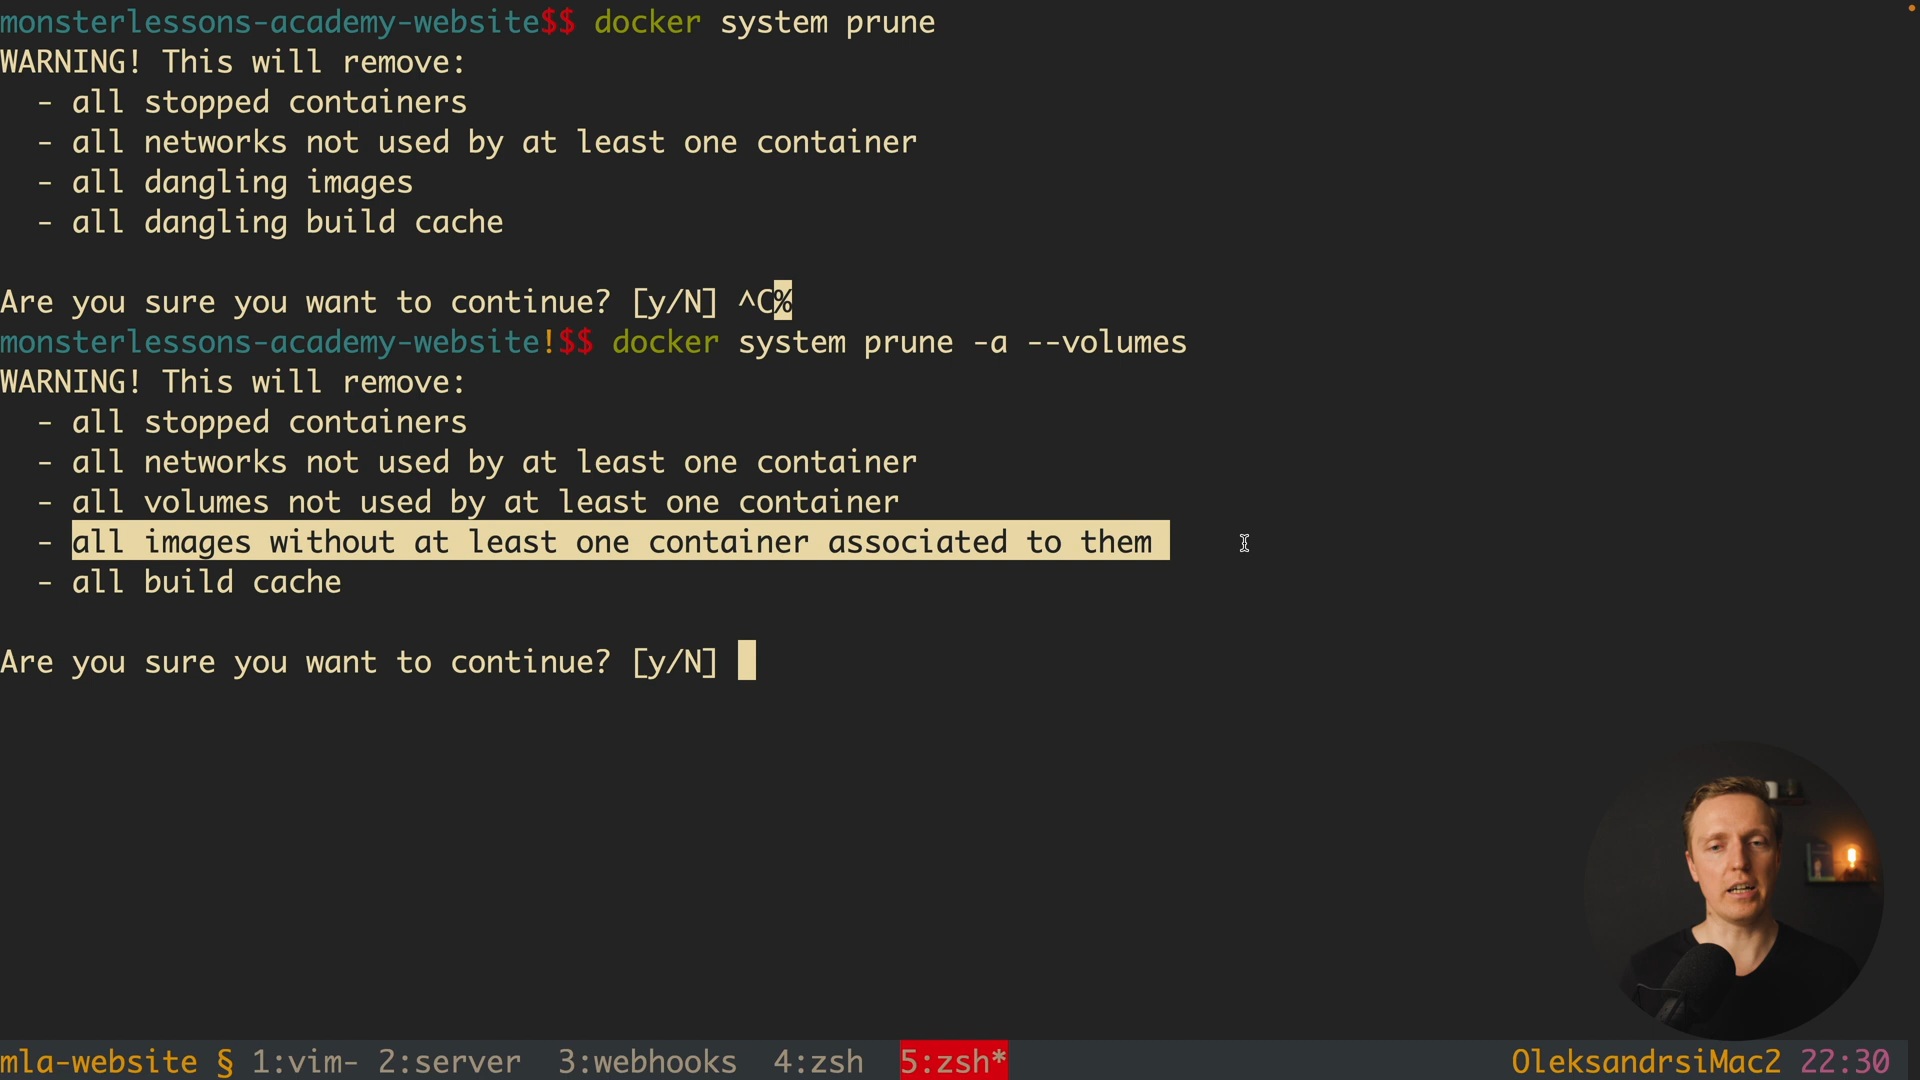 monsterlessons-academy-website$$ docker system prune
WARNING! This will remove:
  - all stopped containers
  - all networks not used by at least one container
  - all dangling images
  - all dangling build cache

Are you sure you want to continue? [y/N] ^C%
monsterlessons-academy-website!$$ docker system prune -a --volumes
WARNING! This will remove:
  - all stopped containers
  - all networks not used by at least one container
  - all volumes not used by at least one container
  - all images without at least one container associated to them
  - all build cache

Are you sure you want to continue? [y/N]
mla-website § 1:vim- 2:server  3:webhooks  4:zsh  5:zsh* OleksandrsiMac2 22:30